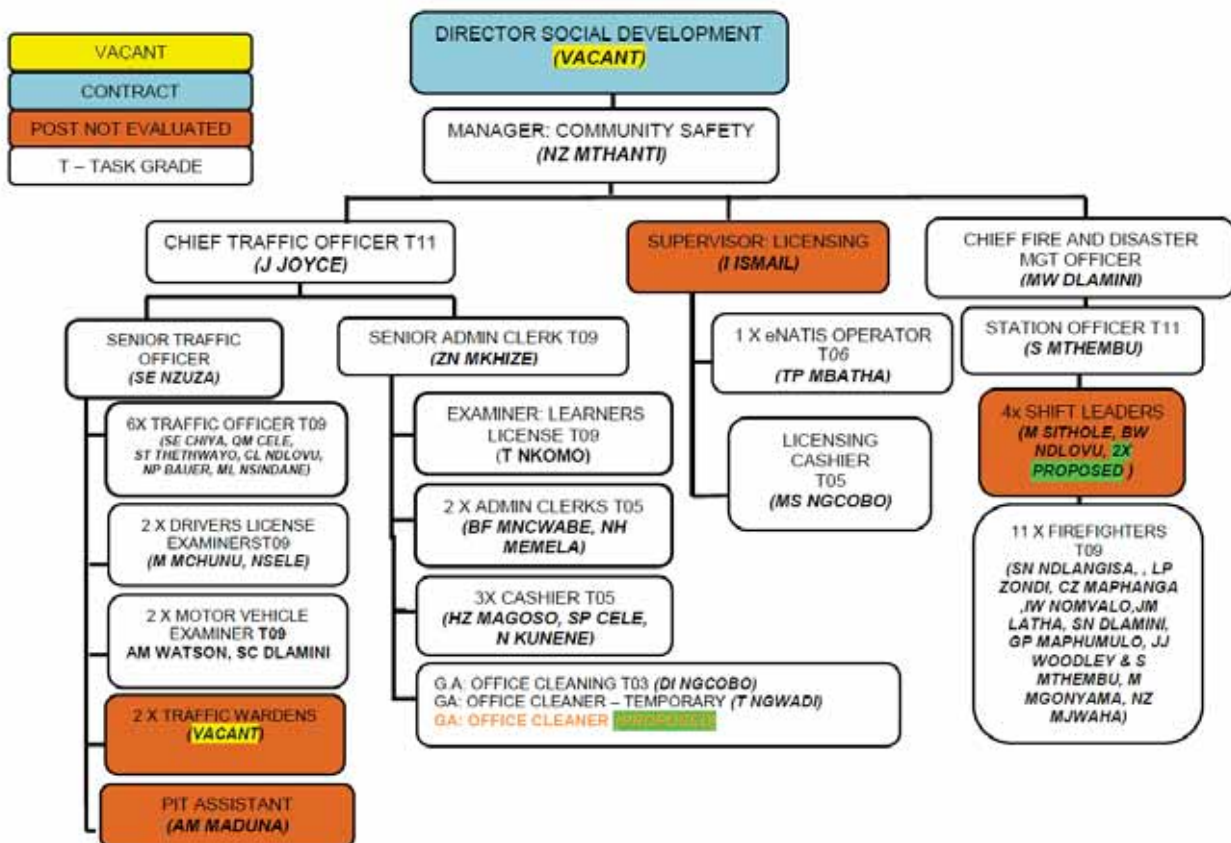 VACANT
CONTRACT
POST NOT EVALUATED
T – TASK GRADE
DIRECTOR SOCIAL DEVELOPMENT
(VACANT)
MANAGER: COMMUNITY SAFETY
(NZ MTHANTI)
CHIEF TRAFFIC OFFICER T11
(J JOYCE)
SENIOR TRAFFIC
OFFICER
(SE NZUZA)
6X TRAFFIC OFFICER T09
(SE CHIYA, QM CELE,
ST THETHWAYO, CL NDLOVU,
NP BAUER, ML NSINDANE)
2 X DRIVERS LICENSE
EXAMINERST09
(M MCHUNU, NSELE)
2 X MOTOR VEHICLE
EXAMINER T09
AM WATSON, SC DLAMINI
2 X TRAFFIC WARDENS
(VACANT)
PIT ASSISTANT
(AM MADUNA)
SENIOR ADMIN CLERK T09
(ZN MKHIZE)
EXAMINER: LEARNERS
LICENSE T09
(T NKOMO)
2 X ADMIN CLERKS T05
(BF MNCWABE, NH
MEMELA)
3X CASHIER T05
(HZ MAGOSO, SP CELE,
N KUNENE)
G.A: OFFICE CLEANING T03 (DI NGCOBO)
GA: OFFICE CLEANER – TEMPORARY (T NGWADI)
GA: OFFICE CLEANER
SUPERVISOR: LICENSING
(I ISMAIL)
1 X eNATIS OPERATOR
T06
(TP MBATHA)
LICENSING
CASHIER
T05
(MS NGCOBO)
CHIEF FIRE AND DISASTER
MGT OFFICER
(MW DLAMINI)
STATION OFFICER T11
(S MTHEMBU)
4x SHIFT LEADERS
(M SITHOLE, BW
NDLOVU, 2X
PROPOSED )
11 X FIREFIGHTERS
T09
(SN NDLANGISA, , LP
ZONDI, CZ MAPHANGA
,IW NOMVALO,JM
LATHA, SN DLAMINI,
GP MAPHUMULO, JJ
WOODLEY & S
MTHEMBU, M
MGONYAMA, NZ
MJWAHA)